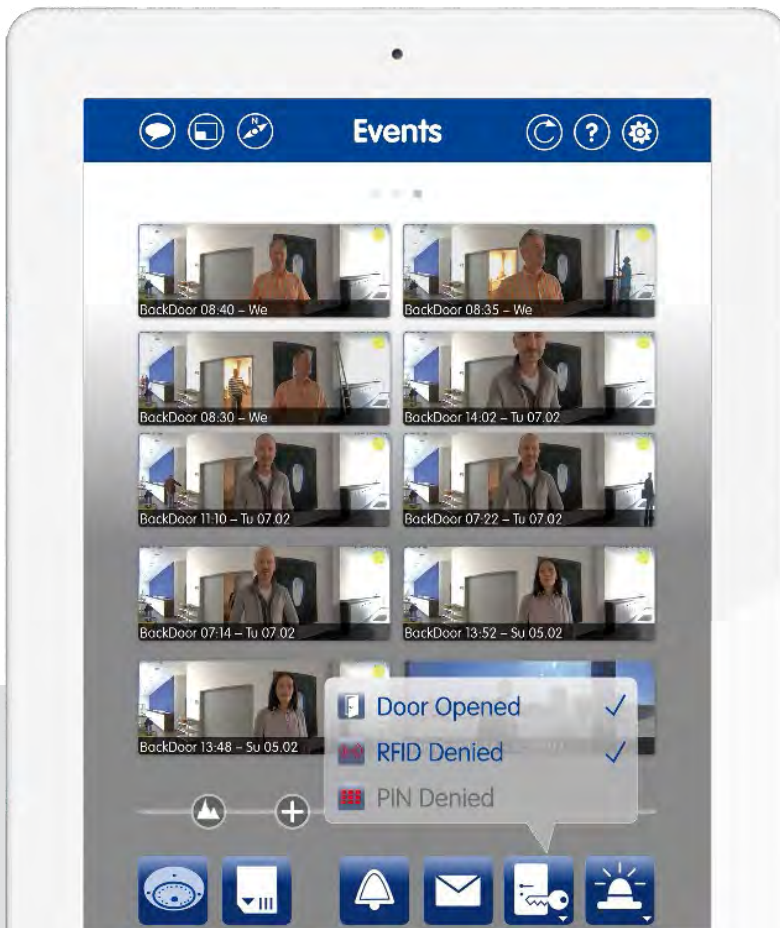 Events
BackDoor 08:40 – We
BackDoor 08:35 – We
BackDoor 08:30 – We
BackDoor 14:02 – Tu 07.02
BackDoor 11:10 – Tu 07.02
BackDoor 07:22 – Tu 07.02
BackDoor 07:14 – Tu 07.02
BackDoor 13:52 – Su 05.02
BackDoor 13:48 – Su 05.02
Door Opened
RFID Denied
PIN Denied